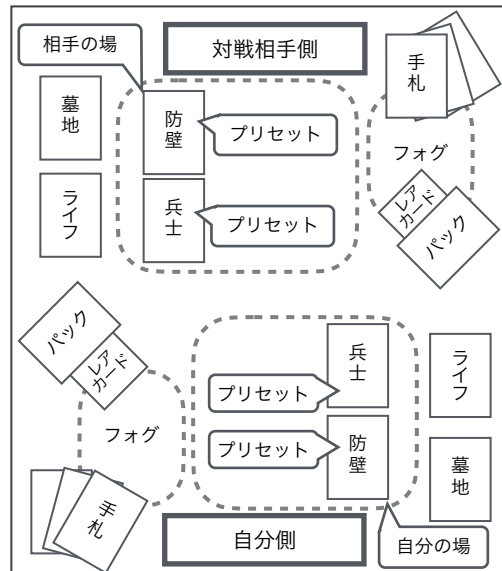 対戦相手側
相手の場
手札
墓地
防壁
プリセット
フォグ
ライフ
兵士
プリセット
レアカード
パック
パック
レアカード
兵士
ライフ
プリセット
フォグ
プリセット
防壁
墓地
手札
自分側
自分の場